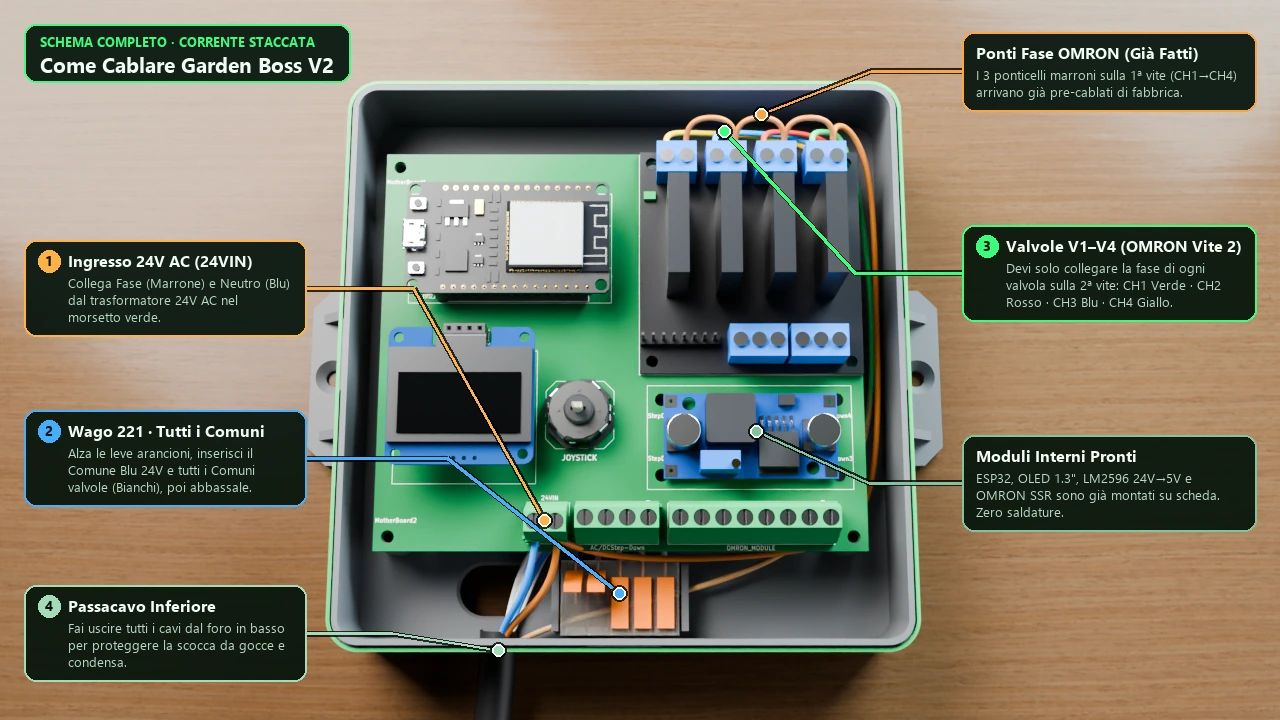 SCHEMA COMPLETO · CORRENTE STACCATA
Come Cablare Garden Boss V2
Ponti Fase OMRON (Già Fatti)
I 3 ponticelli marroni sulla 1ª vite (CH1→CH4)
arrivano già pre-cablati di fabbrica.
1 Ingresso 24V AC (24VIN)
Collega Fase (Marrone) e Neutro (Blu)
dal trasformatore 24V AC nel
morsetto verde.
3 Valvole V1–V4 (OMRON Vite 2)
Devi solo collegare la fase di ogni
valvola sulla 2ª vite: CH1 Verde · CH2
Rosso · CH3 Blu · CH4 Giallo.
2 Wago 221 · Tutti i Comuni
Alza le leve arancioni, inserisci il
Comune Blu 24V e tutti i Comuni
valvole (Bianchi), poi abbassale.
Moduli Interni Pronti
ESP32, OLED 1.3", LM2596 24V→5V e
OMRON SSR sono già montati su scheda.
Zero saldature.
4 Passacavo Inferiore
Fai uscire tutti i cavi dal foro in basso
per proteggere la scocca da gocce e
condensa.
JOYSTICK
24VIN
MotherBoard2
AC/DCStep-Down
OMRON_MODULE